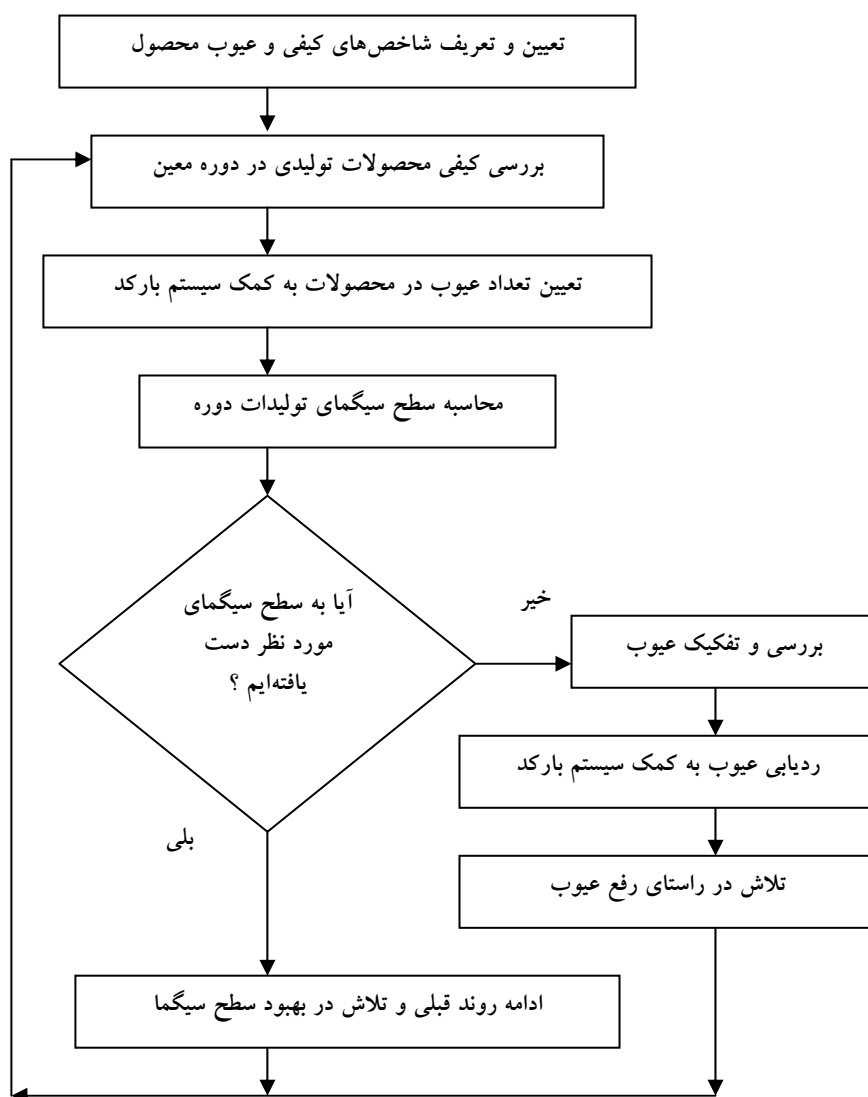 تعیین و تعریف شاخص‌های کیفی و عیوب محصول
بررسی کیفی محصولات تولیدی در دوره معین
تعیین تعداد عیوب در محصولات به کمک سیستم بارکد
محاسبه سطح سیگمای تولیدات دوره
آیا به سطح سیگمای
مورد نظر دست
یافته‌ایم ؟
خیر
بررسی و تفکیک عیوب
ردیابی عیوب به کمک سیستم بارکد
تلاش در راستای رفع عیوب
بلی
ادامه روند قبلی و تلاش در بهبود سطح سیگما